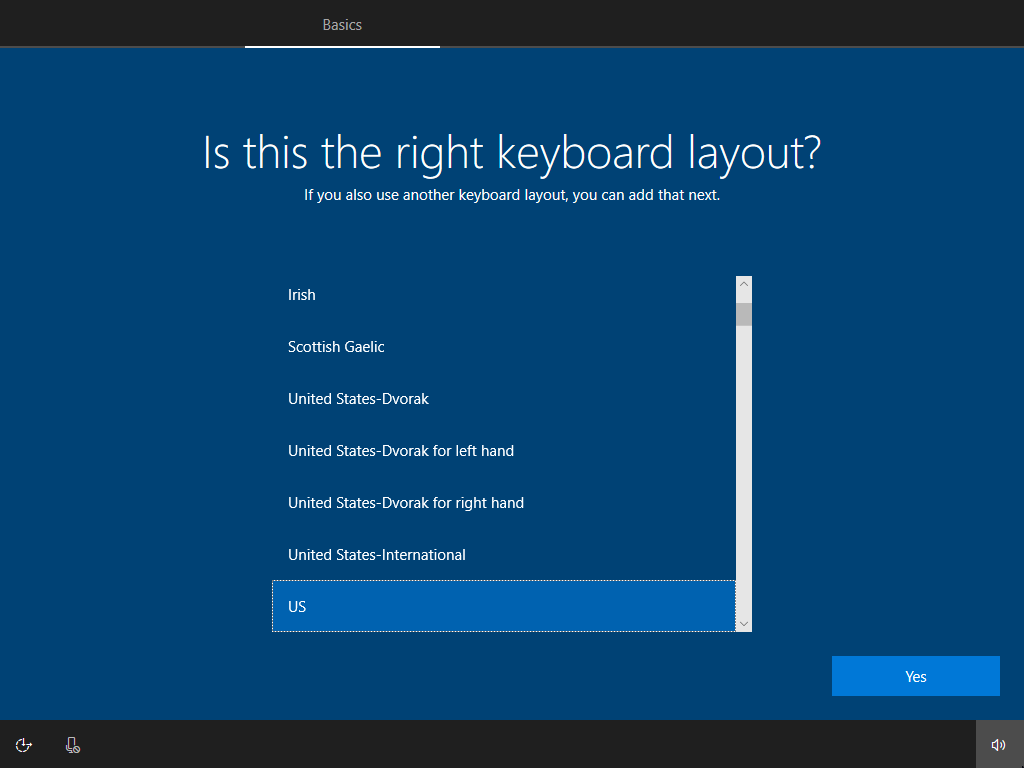 Basics
Is this the right keyboard layout?
If you also use another keyboard layout, you can add that next.
Irish
Scottish Gaelic
United States-Dvorak
United States-Dvorak for left hand
United States-Dvorak for right hand
United States-International
US
Yes